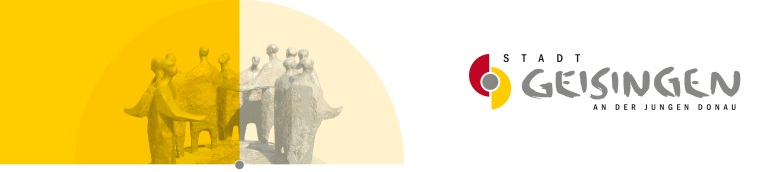 STADT
GEISINGEN
AN DER JUNGEN DONAU